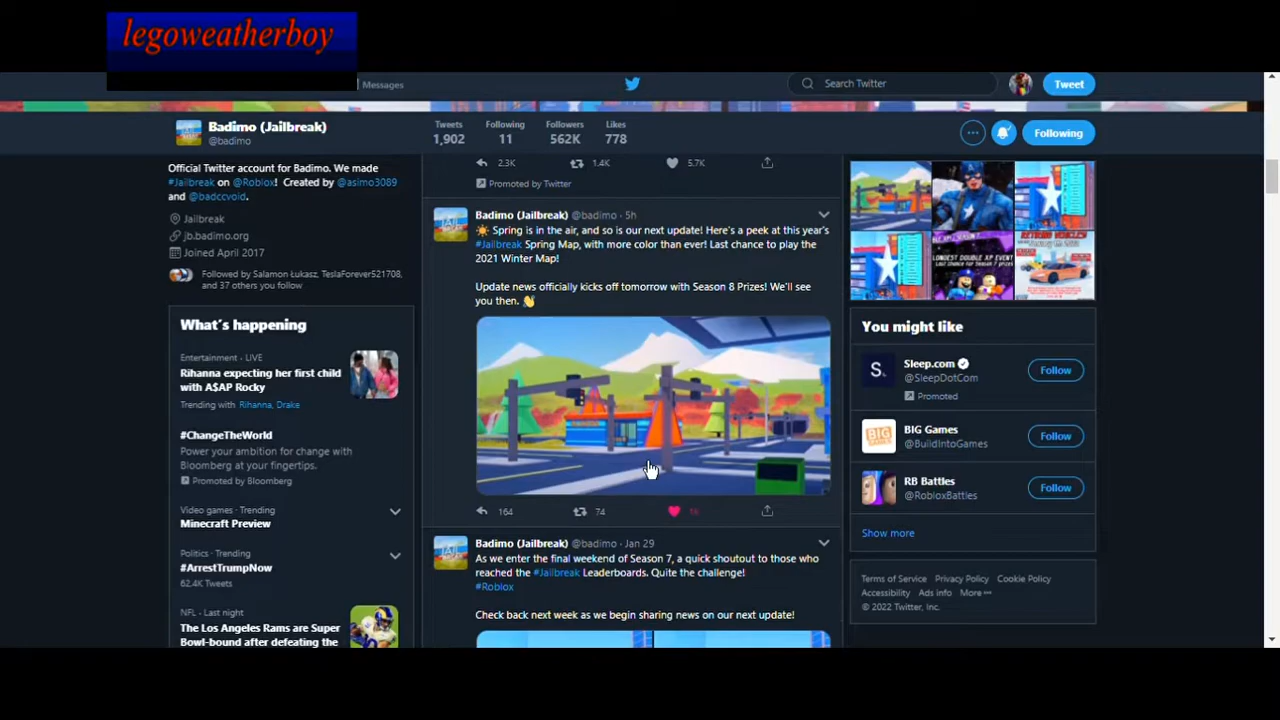 legoweatherboy
Messages
Search Twitter
Tweet
Badimo (Jailbreak)
@badimo
Tweets
1,902
Following
11
Followers
562K
Likes
778
Following
Official Twitter account for Badimo. We made
#Jailbreak on @Roblox! Created by @asimo3089
and @badccvoid.
Jailbreak
jb.badimo.org
Joined April 2017
Followed by Salamon Łukasz, TeslaForever521708,
and 37 others you follow
What's happening
Entertainment · LIVE
Rihanna expecting her first child
with A$AP Rocky
Trending with Rihanna, Drake
#ChangeTheWorld
Power your ambition for change with
Bloomberg at your fingertips.
Promoted by Bloomberg
Video games · Trending
Minecraft Preview
Politics · Trending
#ArrestTrumpNow
62.4K Tweets
NFL · Last night
The Los Angeles Rams are Super
Bowl-bound after defeating the
2.3K 1.4K 5.7K
Promoted by Twitter
Badimo (Jailbreak) @badimo · 5h
☀️ Spring is in the air, and so is our next update! Here's a peek at this year's
#Jailbreak Spring Map, with more color than ever! Last chance to play the
2021 Winter Map!
Update news officially kicks off tomorrow with Season 8 Prizes! We'll see
you then. 👋
164 74
Badimo (Jailbreak) @badimo · Jan 29
As we enter the final weekend of Season 7, a quick shoutout to those who
reached the #Jailbreak Leaderboards. Quite the challenge!
#Roblox
Check back next week as we begin sharing news on our next update!
LONGEST DOUBLE XP EVENT
You might like
Sleep.com
@SleepDotCom
Promoted
Follow
BIG Games
@BuildIntoGames
Follow
RB Battles
@RobloxBattles
Follow
Show more
Terms of Service Privacy Policy Cookie Policy
Accessibility Ads info More
© 2022 Twitter, Inc.